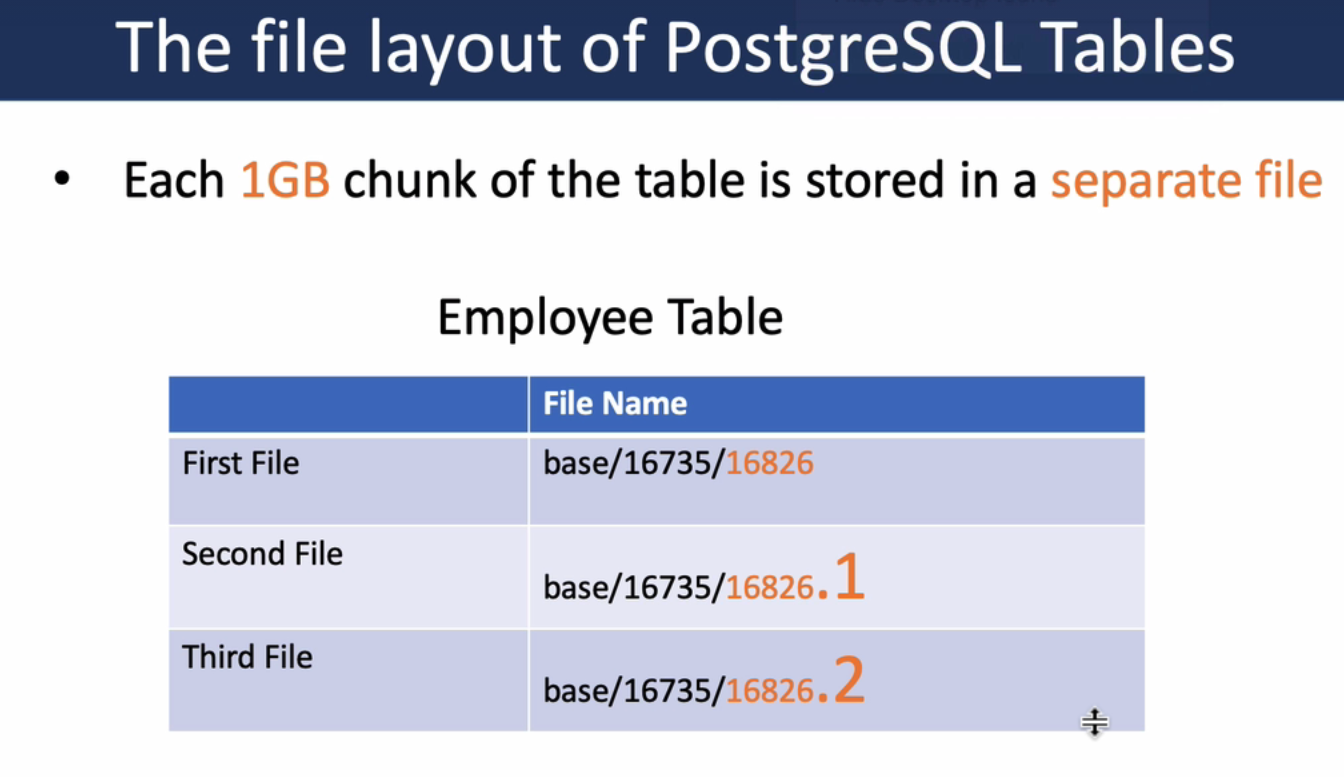 The file layout of PostgreSQL Tables
• Each 1GB chunk of the table is stored in a separate file
Employee Table
File Name
First File base/16735/16826
Second File base/16735/16826.1
Third File base/16735/16826.2